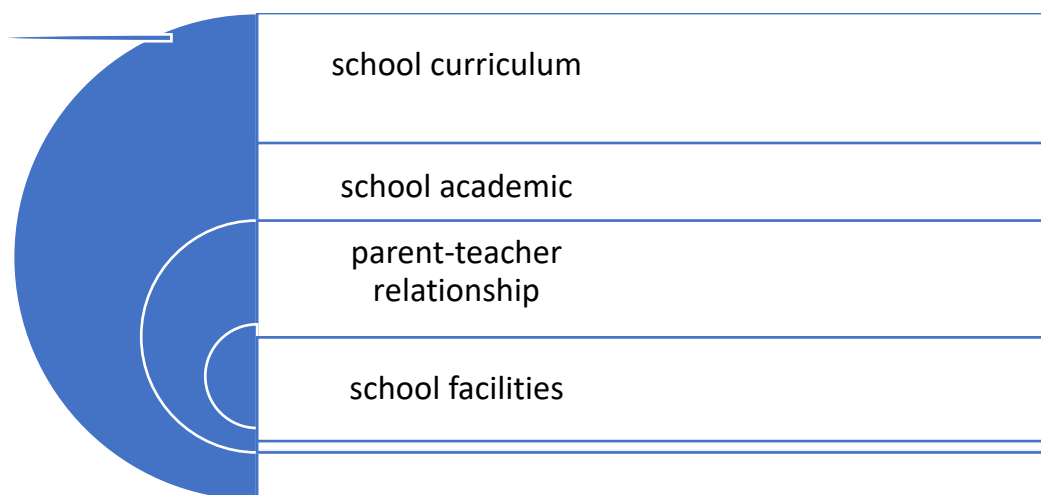 school curriculum
school academic
parent-teacher
relationship
school facilities